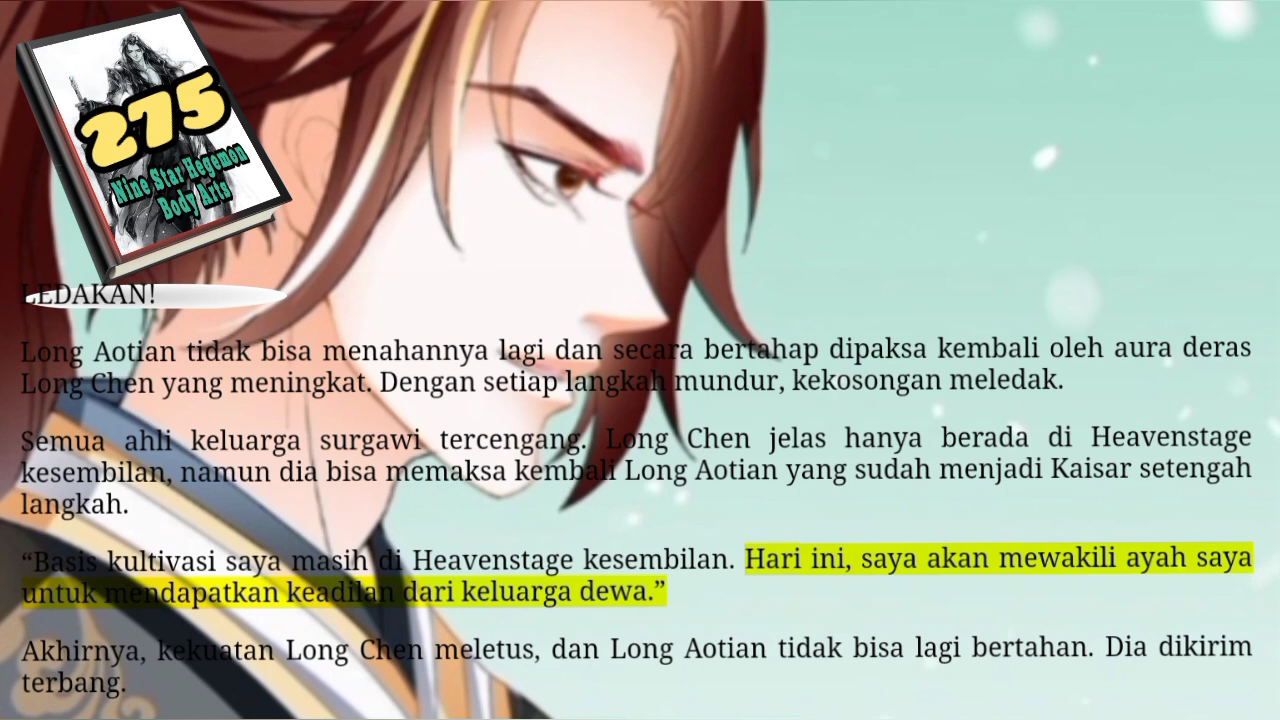 275
Nine Star Hegemon
Body Arts
LEDAKAN!
Long Aotian tidak bisa menahannya lagi dan secara bertahap dipaksa kembali oleh aura deras
Long Chen yang meningkat. Dengan setiap langkah mundur, kekosongan meledak.
Semua ahli keluarga surgawi tercengang. Long Chen jelas hanya berada di Heavenstage
kesembilan, namun dia bisa memaksa kembali Long Aotian yang sudah menjadi Kaisar setengah
langkah.
“Basis kultivasi saya masih di Heavenstage kesembilan. Hari ini, saya akan mewakili ayah saya
untuk mendapatkan keadilan dari keluarga dewa.”
Akhirnya, kekuatan Long Chen meletus, dan Long Aotian tidak bisa lagi bertahan. Dia dikirim
terbang.